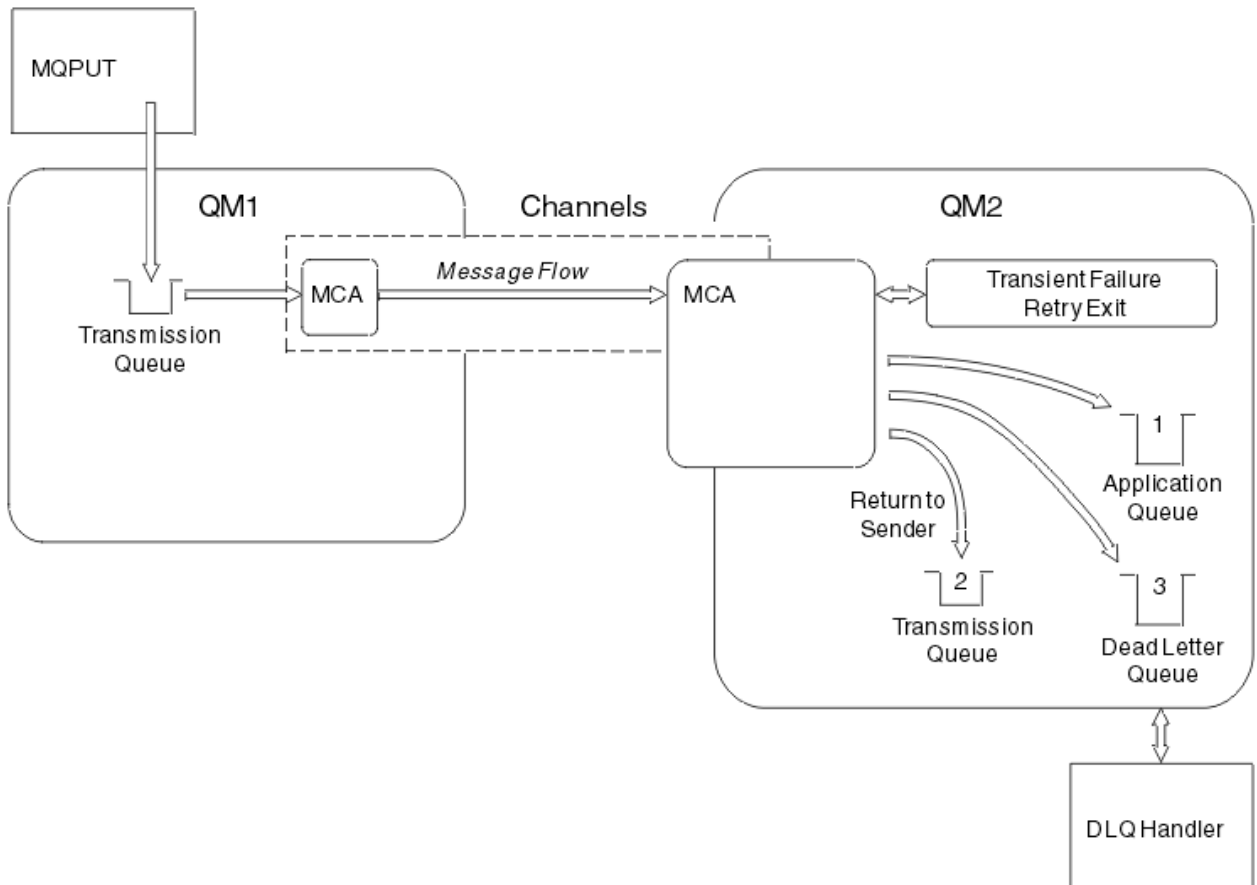 MQPUT
QM1
Channels
QM2
Message Flow
MCA
MCA
Transient Failure
Retry Exit
Transmission
Queue
1
Application
Queue
Return to
Sender
2
Transmission
Queue
3
Dead Letter
Queue
DLQ Handler